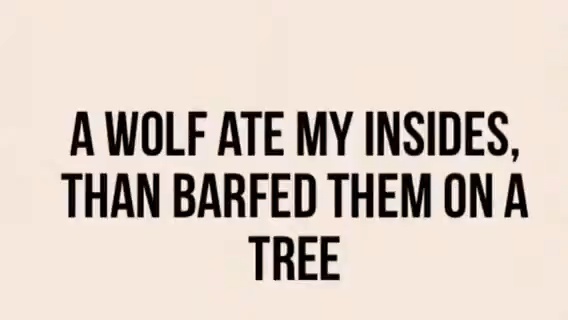 A WOLF ATE MY INSIDES,
THAN BARFED THEM ON A
TREE